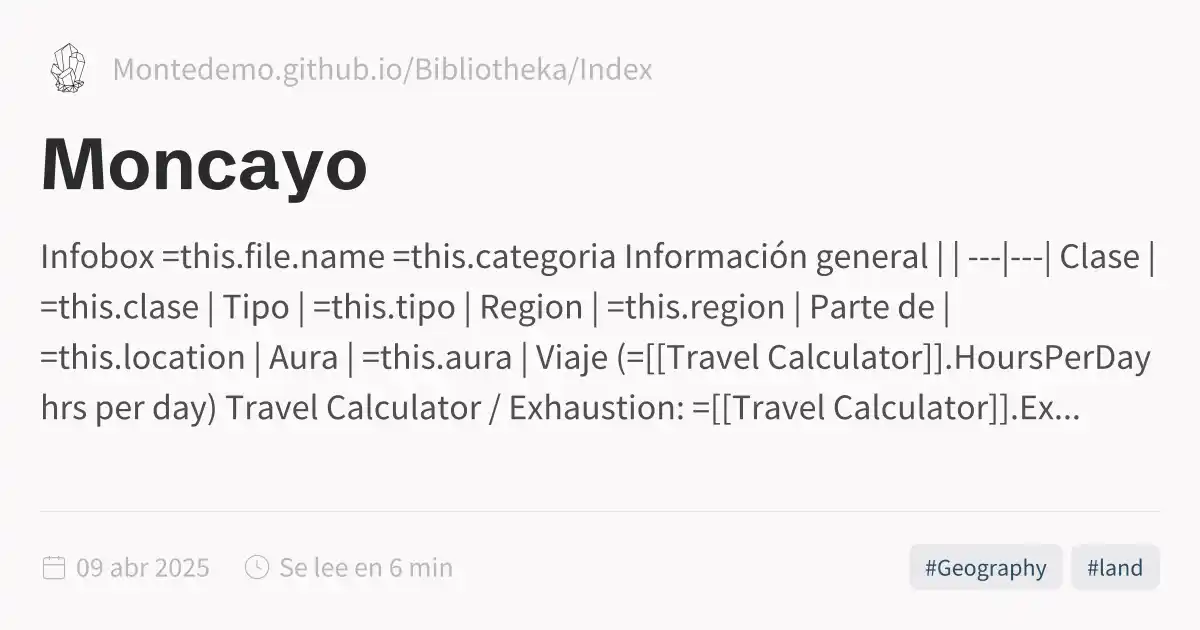 Montedemo.github.io/Bibliotheka/Index
Moncayo
Infobox =this.file.name =this.categoria Información general | | ---|---| Clase |
=this.clase | Tipo | =this.tipo | Region | =this.region | Parte de |
=this.location | Aura | =this.aura | Viaje (=[[Travel Calculator]].HoursPerDay
hrs per day) Travel Calculator / Exhaustion: =[[Travel Calculator]].Ex...
09 abr 2025 Se lee en 6 min #Geography #land